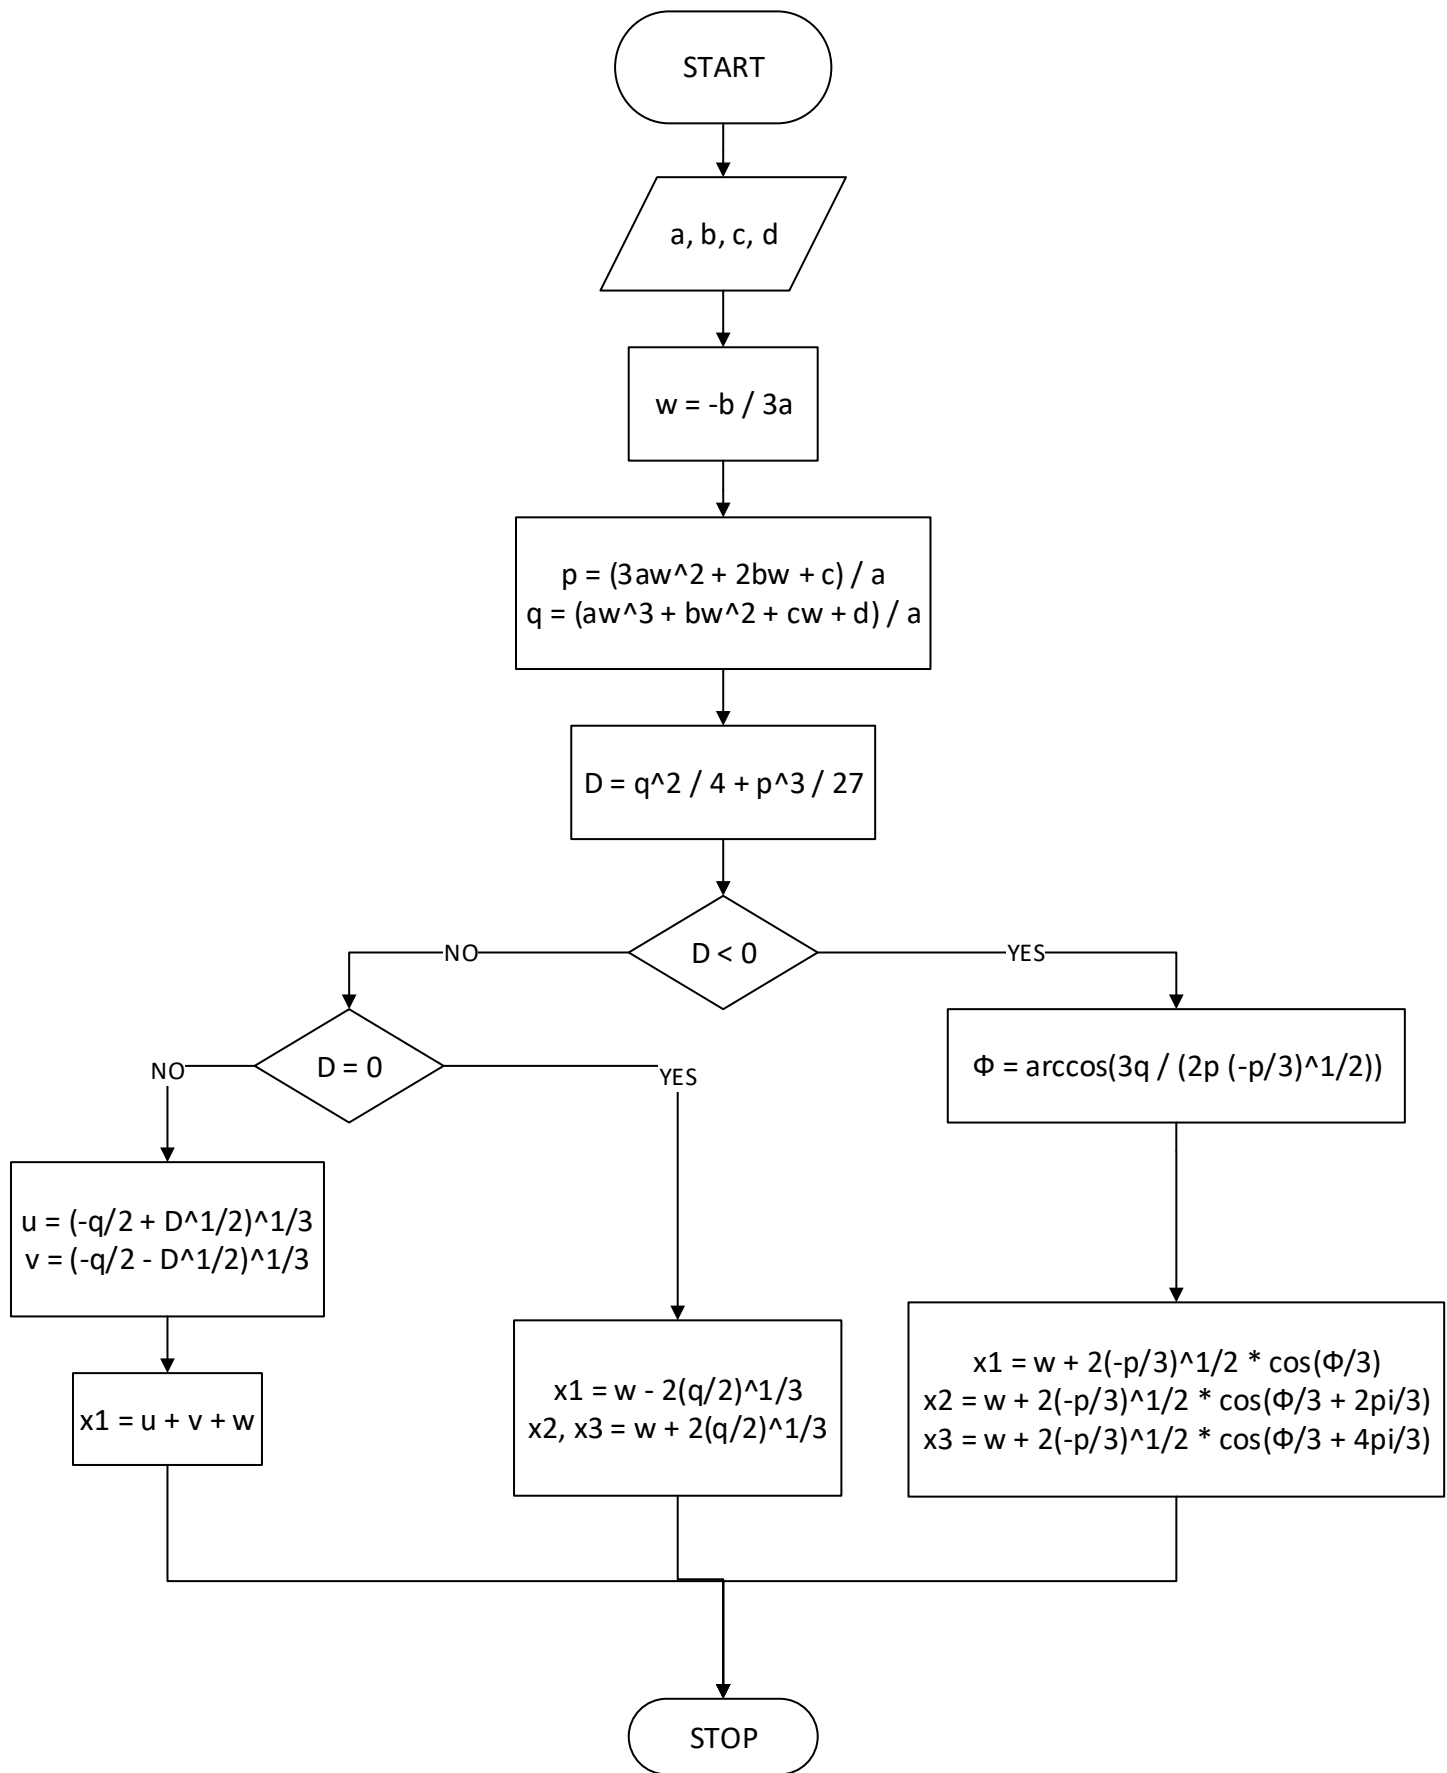 START
a, b, c, d
w = -b / 3a
p = (3aw^2 + 2bw + c) / a
q = (aw^3 + bw^2 + cw + d) / a
D = q^2 / 4 + p^3 / 27
D < 0
NO
YES
D = 0
NO
YES
Φ = arccos(3q / (2p (-p/3)^1/2))
u = (-q/2 + D^1/2)^1/3
v = (-q/2 - D^1/2)^1/3
x1 = u + v + w
x1 = w - 2(q/2)^1/3
x2, x3 = w + 2(q/2)^1/3
x1 = w + 2(-p/3)^1/2 * cos(Φ/3)
x2 = w + 2(-p/3)^1/2 * cos(Φ/3 + 2pi/3)
x3 = w + 2(-p/3)^1/2 * cos(Φ/3 + 4pi/3)
STOP